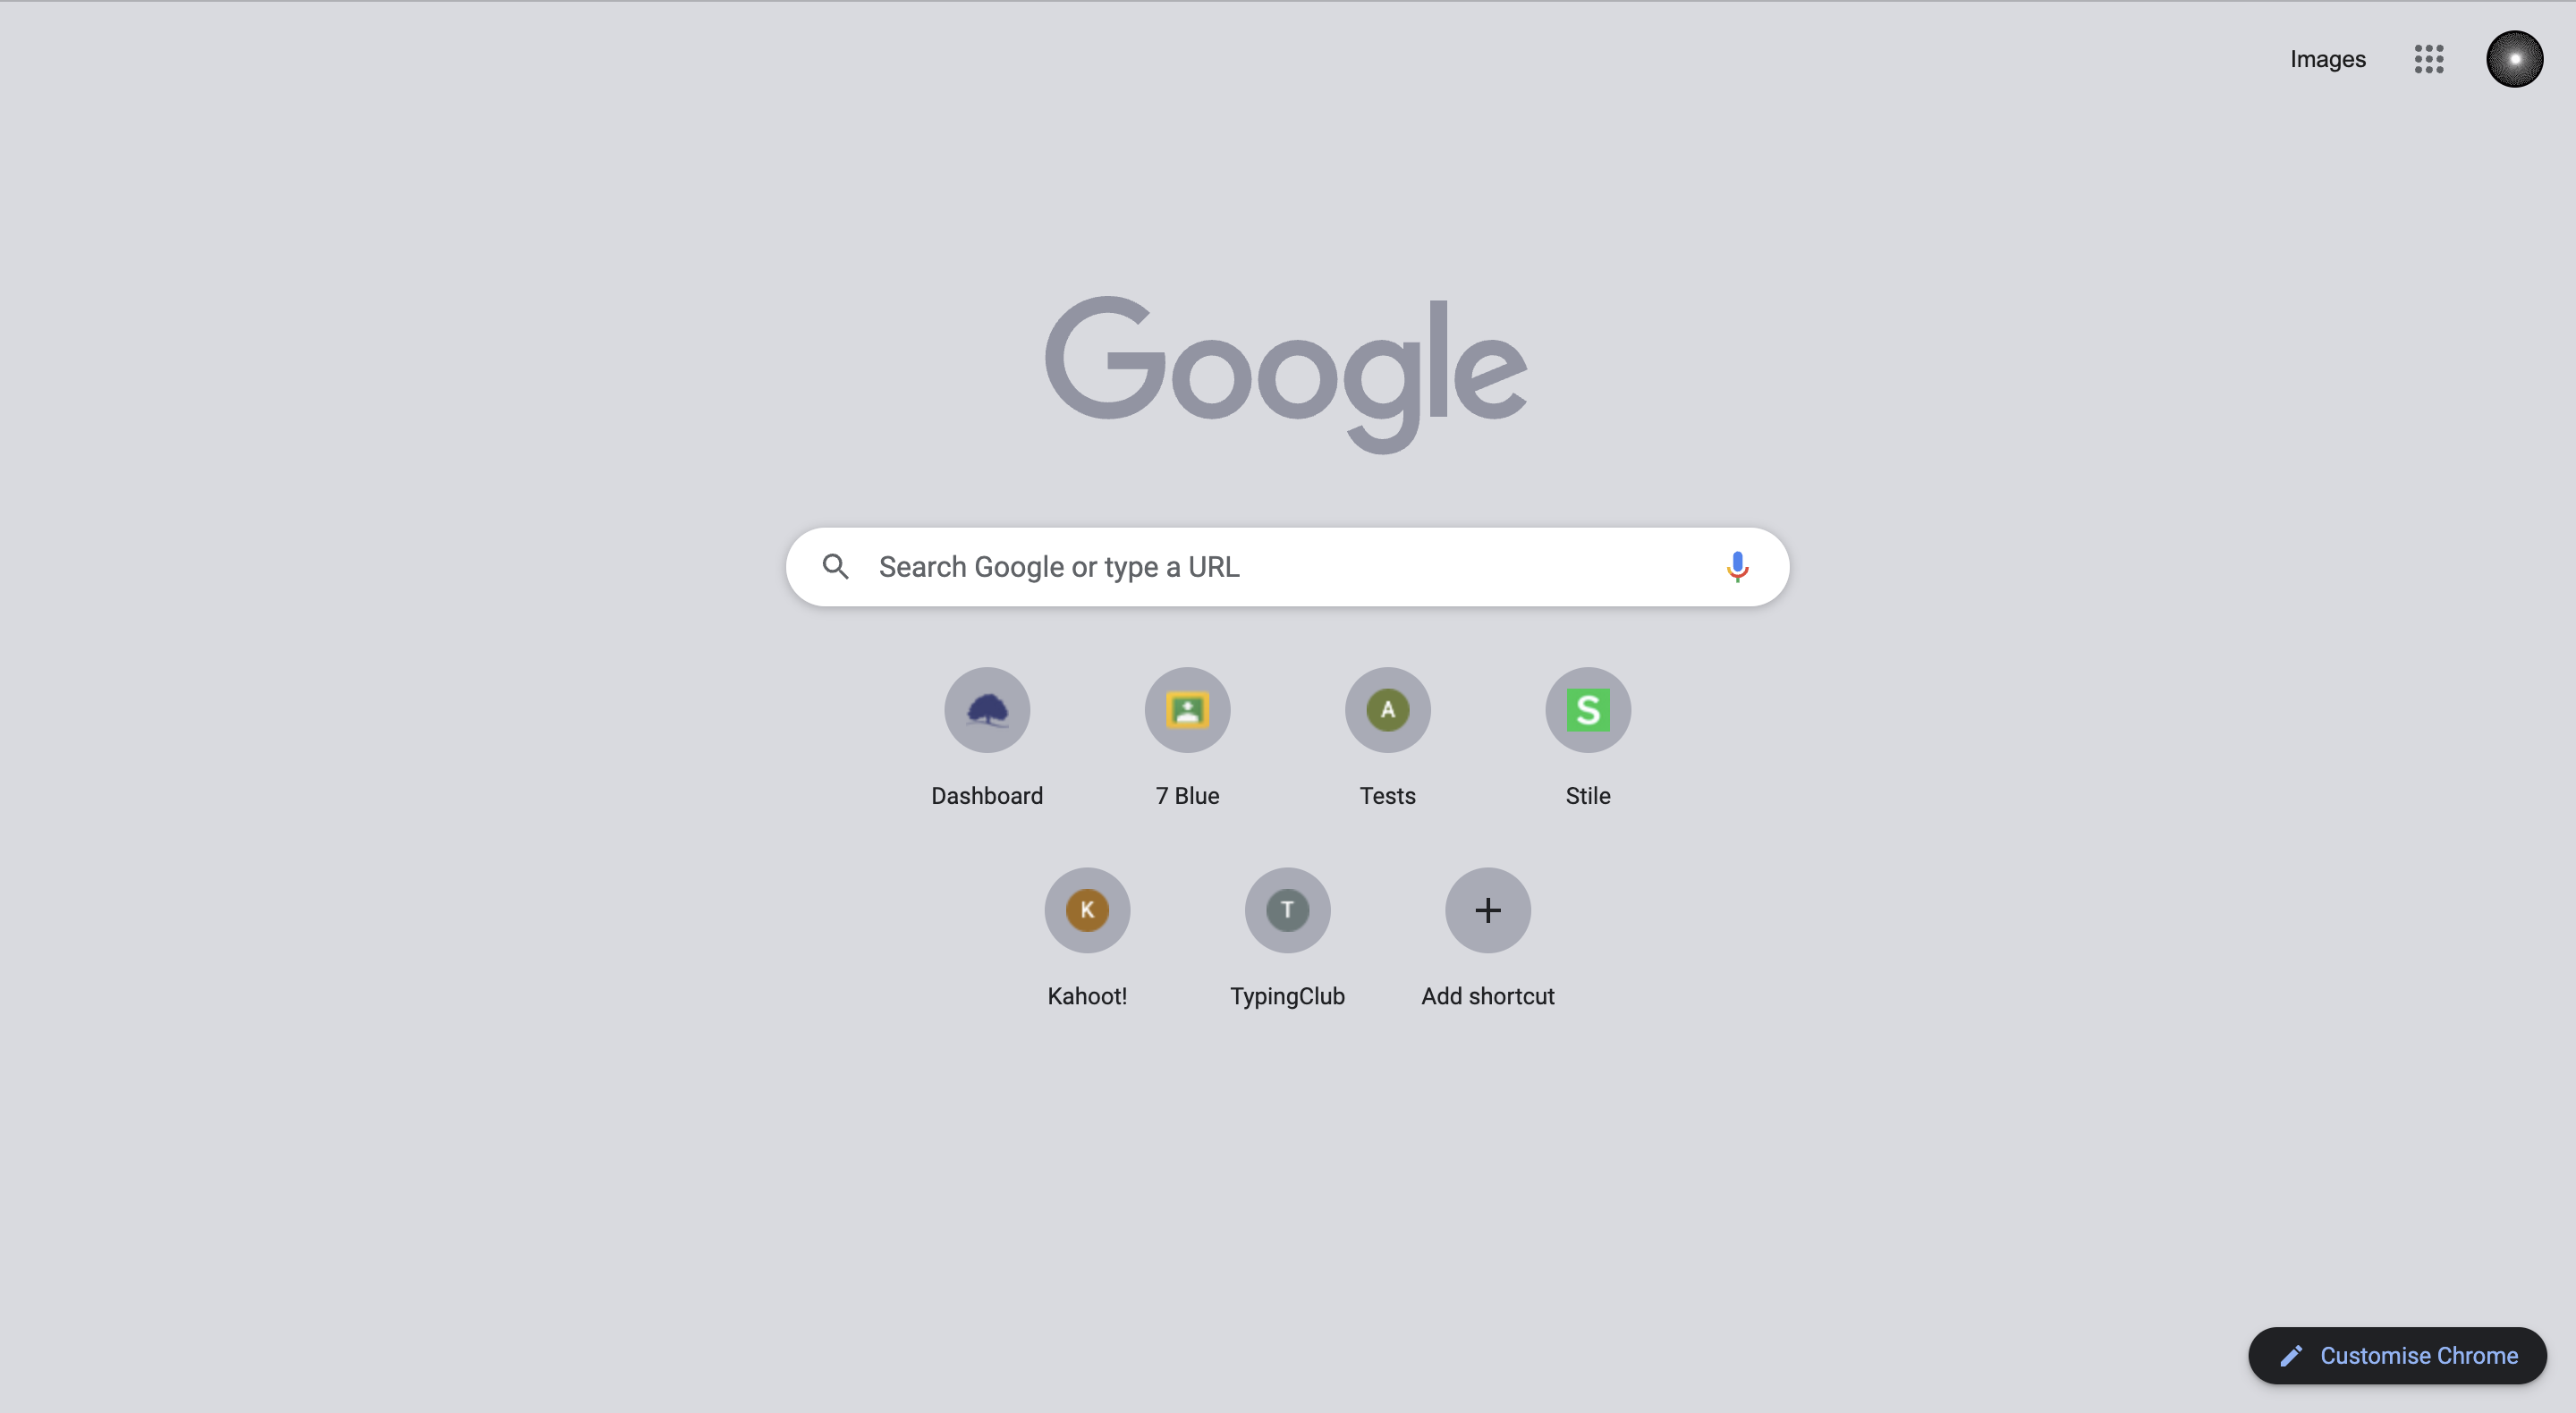 Images
Google
Search Google or type a URL
Dashboard
7 Blue
A
Tests
S
Stile
K
Kahoot!
T
TypingClub
Add shortcut
Customise Chrome